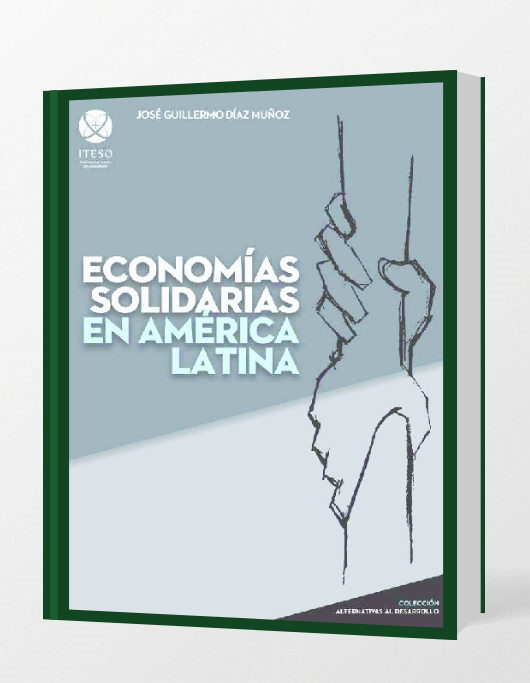 JOSÉ GUILLERMO DÍAZ MUÑOZ
ITESO
ECONOMÍAS
SOLIDARIAS
EN AMÉRICA
LATINA
COLECCIÓN
ALTERNATIVAS AL DESARROLLO